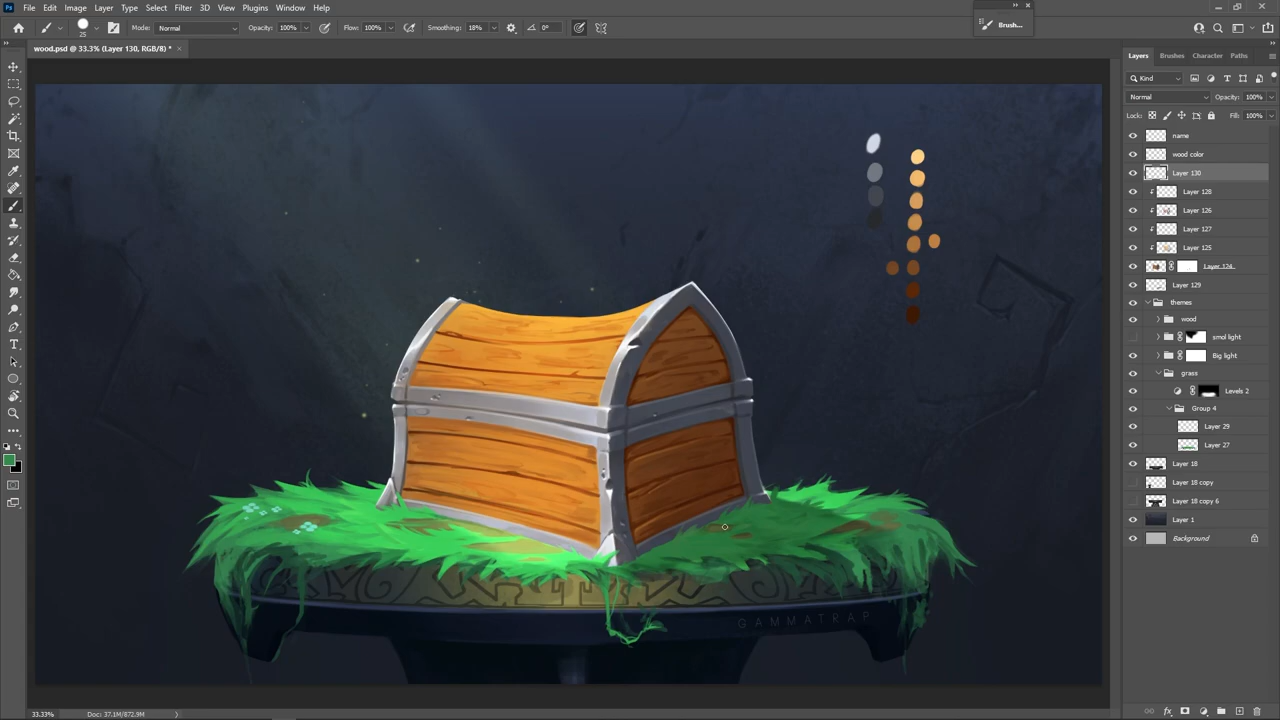 Ps File Edit Image Layer Type Select Filter 3D View Plugins Window Help
Brush...
25 Mode: Normal Opacity: 100% Flow: 100% Smoothing: 18% 0°
wood.psd @ 33.3% (Layer 130, RGB/8) *
Layers Brushes Character Paths
Kind
Normal Opacity: 100%
Lock: Fill: 100%
name
wood color
Layer 130
Layer 128
Layer 126
Layer 127
Layer 125
Layer 124
Layer 129
themes
wood
smol light
Big light
grass
Levels 2
Group 4
Layer 29
Layer 27
Layer 18
Layer 18 copy
Layer 18 copy 6
Layer 1
Background
GAMMATRAP
33.33% Doc: 37.1M/872.9M
fx